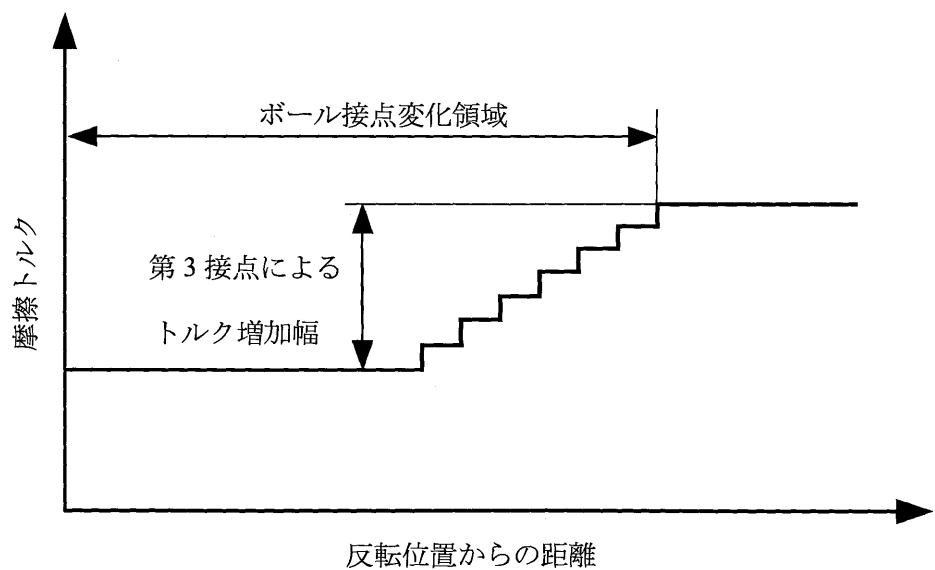 ボール接点変化領域
第3接点による
トルク増加幅
摩擦トルク
反転位置からの距離